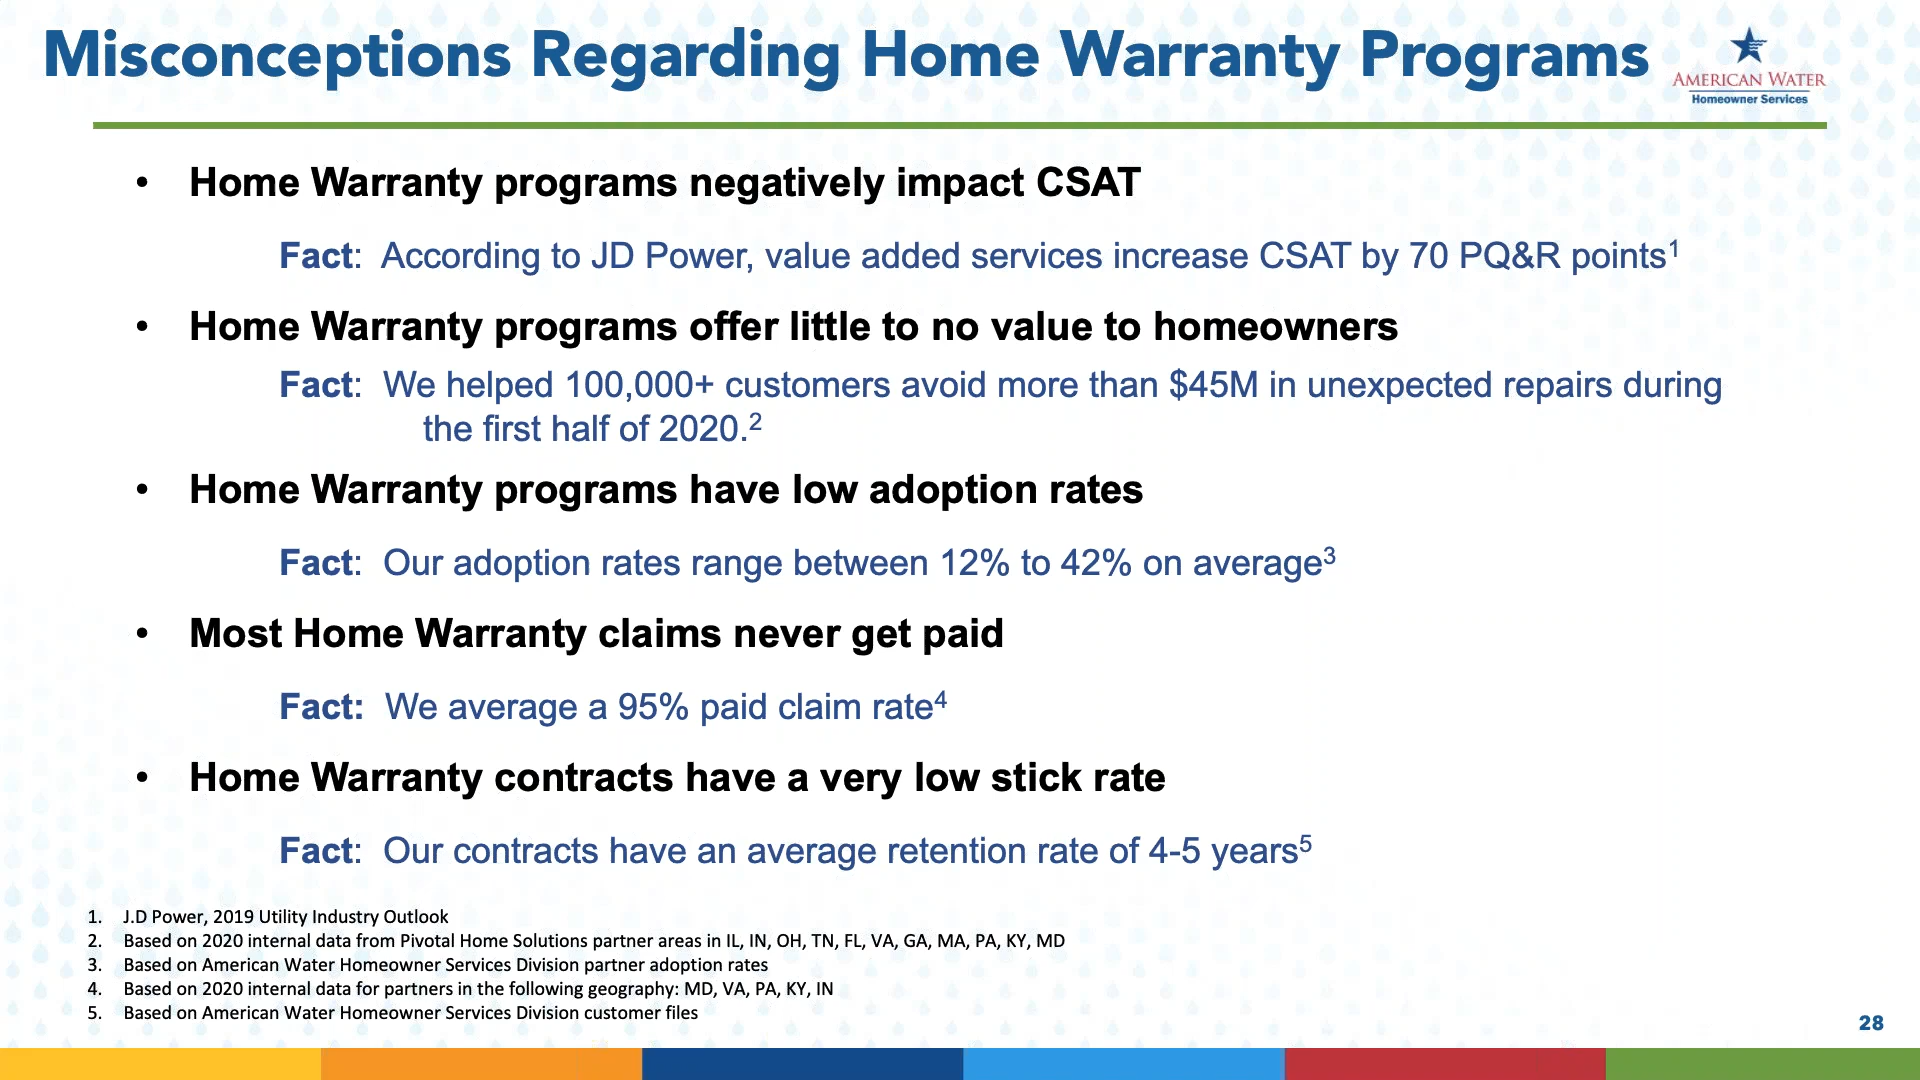 Misconceptions Regarding Home Warranty Programs
AMERICAN WATER
Homeowner Services
• Home Warranty programs negatively impact CSAT
Fact: According to JD Power, value added services increase CSAT by 70 PQ&R points1
• Home Warranty programs offer little to no value to homeowners
Fact: We helped 100,000+ customers avoid more than $45M in unexpected repairs during
the first half of 2020.2
• Home Warranty programs have low adoption rates
Fact: Our adoption rates range between 12% to 42% on average3
• Most Home Warranty claims never get paid
Fact: We average a 95% paid claim rate4
• Home Warranty contracts have a very low stick rate
Fact: Our contracts have an average retention rate of 4-5 years5
1. J.D Power, 2019 Utility Industry Outlook
2. Based on 2020 internal data from Pivotal Home Solutions partner areas in IL, IN, OH, TN, FL, VA, GA, MA, PA, KY, MD
3. Based on American Water Homeowner Services Division partner adoption rates
4. Based on 2020 internal data for partners in the following geography: MD, VA, PA, KY, IN
5. Based on American Water Homeowner Services Division customer files
28